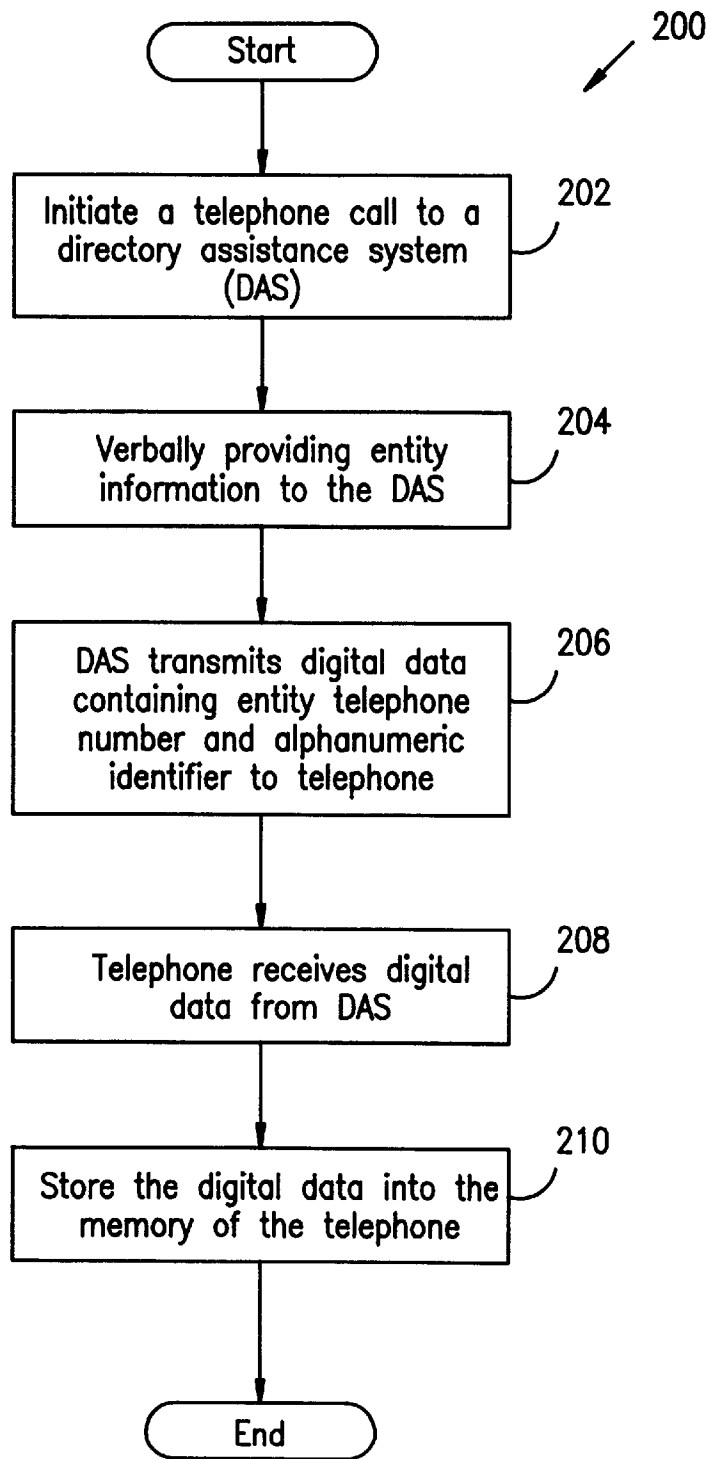 200
Start
202
Initiate a telephone call to a
directory assistance system
(DAS)
204
Verbally providing entity
information to the DAS
206
DAS transmits digital data
containing entity telephone
number and alphanumeric
identifier to telephone
208
Telephone receives digital
data from DAS
210
Store the digital data into the
memory of the telephone
End